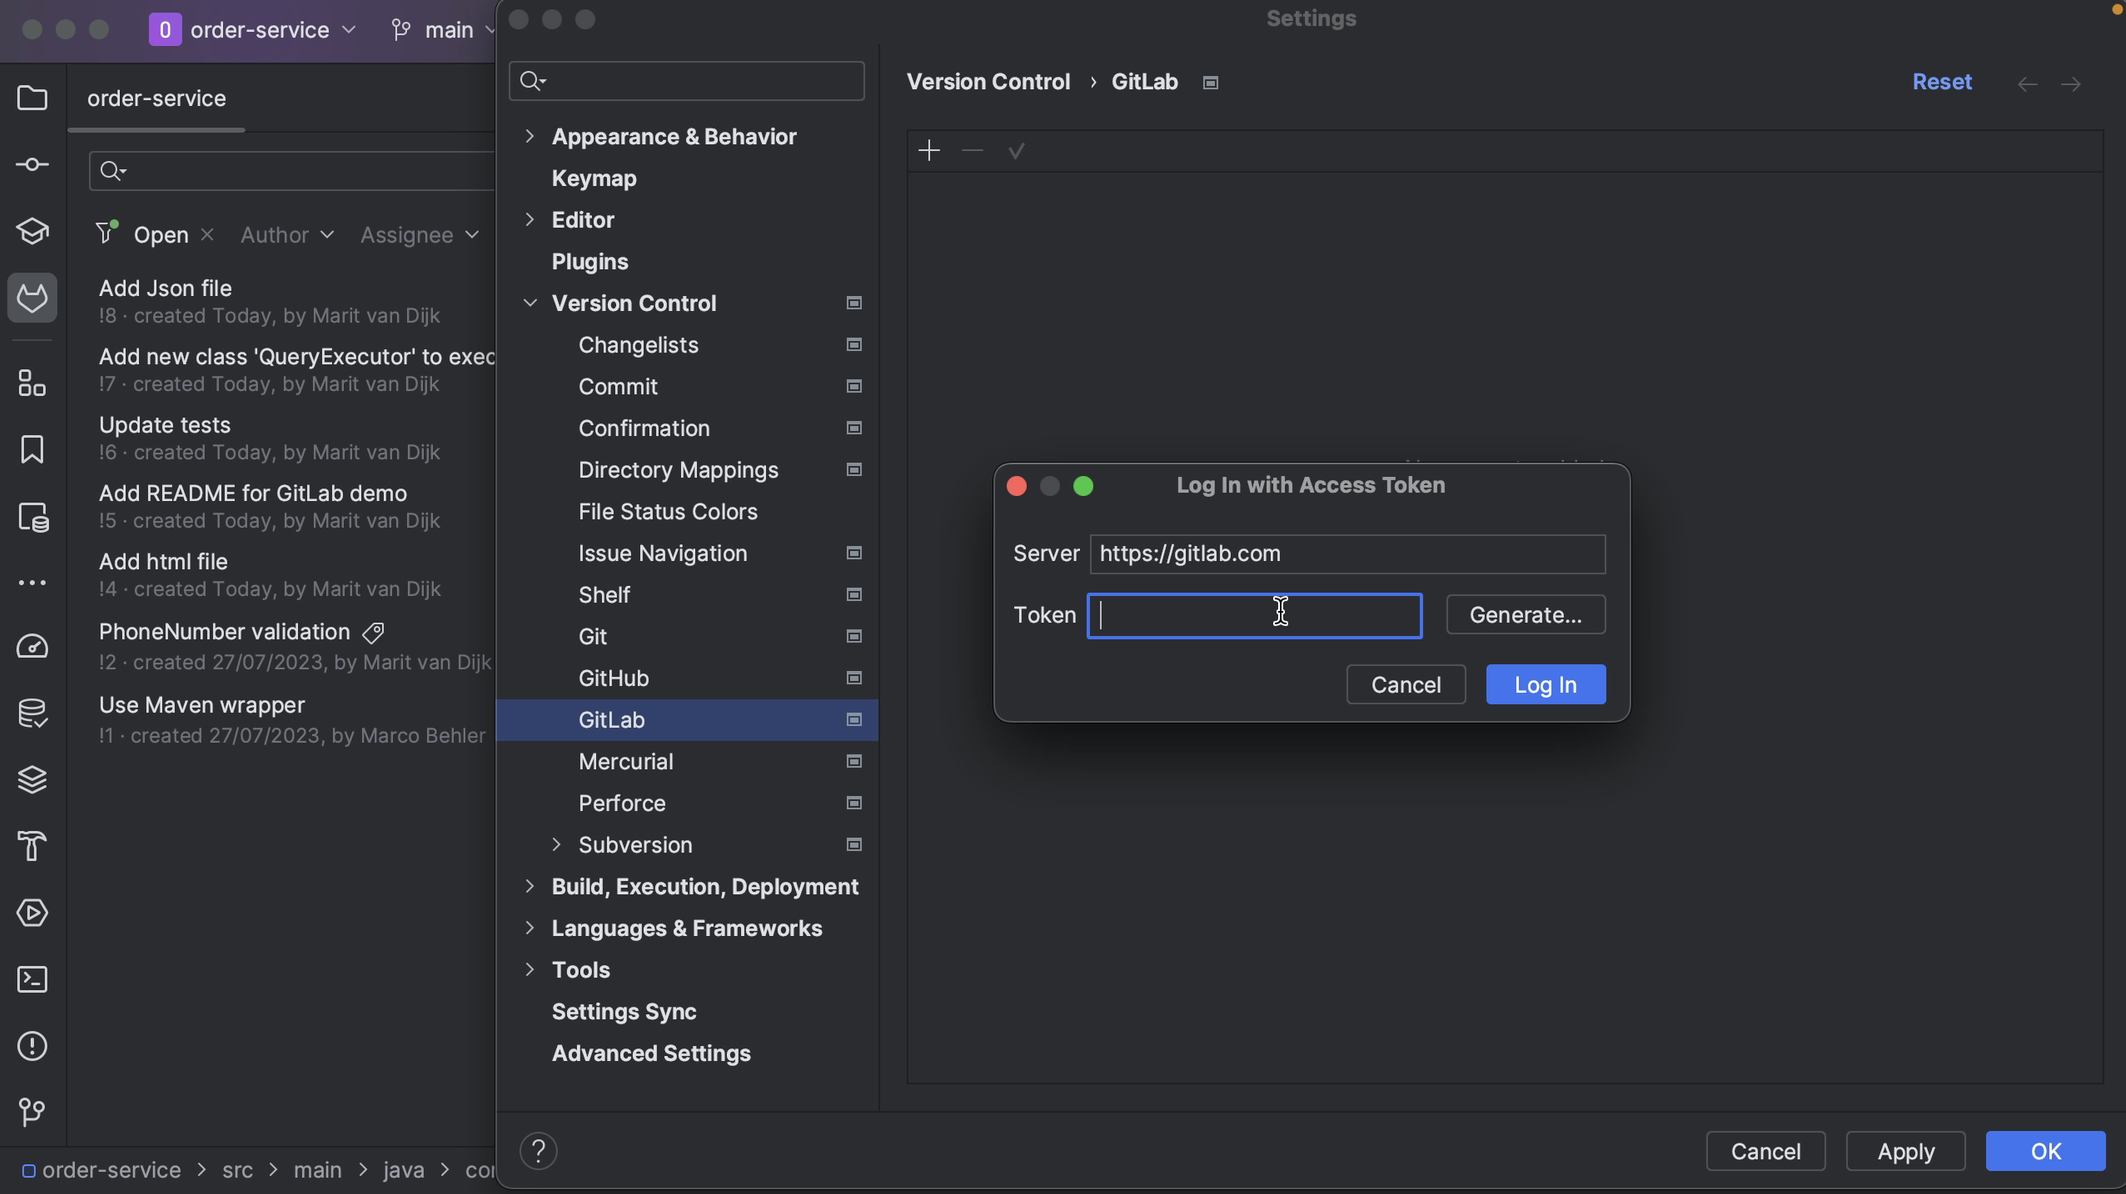 O order-service main
order-service
Open Author Assignee
Add Json file
!8 · created Today, by Marit van Dijk
Add new class 'QueryExecutor' to exec
!7 · created Today, by Marit van Dijk
Update tests
!6 · created Today, by Marit van Dijk
Add README for GitLab demo
!5 · created Today, by Marit van Dijk
Add html file
!4 · created Today, by Marit van Dijk
PhoneNumber validation
!2 · created 27/07/2023, by Marit van Dijk
Use Maven wrapper
!1 · created 27/07/2023, by Marco Behler
order-service > src > main > java >
Settings
Appearance & Behavior
Keymap
Editor
Plugins
Version Control
Changelists
Commit
Confirmation
Directory Mappings
File Status Colors
Issue Navigation
Shelf
Git
GitHub
GitLab
Mercurial
Perforce
Subversion
Build, Execution, Deployment
Languages & Frameworks
Tools
Settings Sync
Advanced Settings
?
Version Control › GitLab
Reset
Log In with Access Token
Server https://gitlab.com
Token Generate...
Cancel Log In
Cancel Apply OK